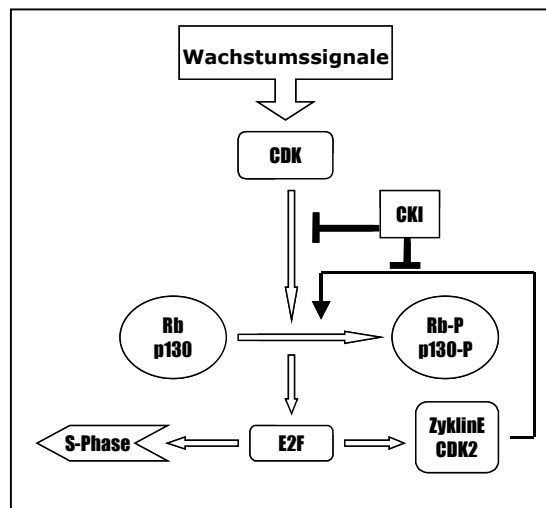 Wachstumssignale
CDK
CKI
Rb
p130
Rb-P
p130-P
S-Phase
E2F
ZyklinE
CDK2